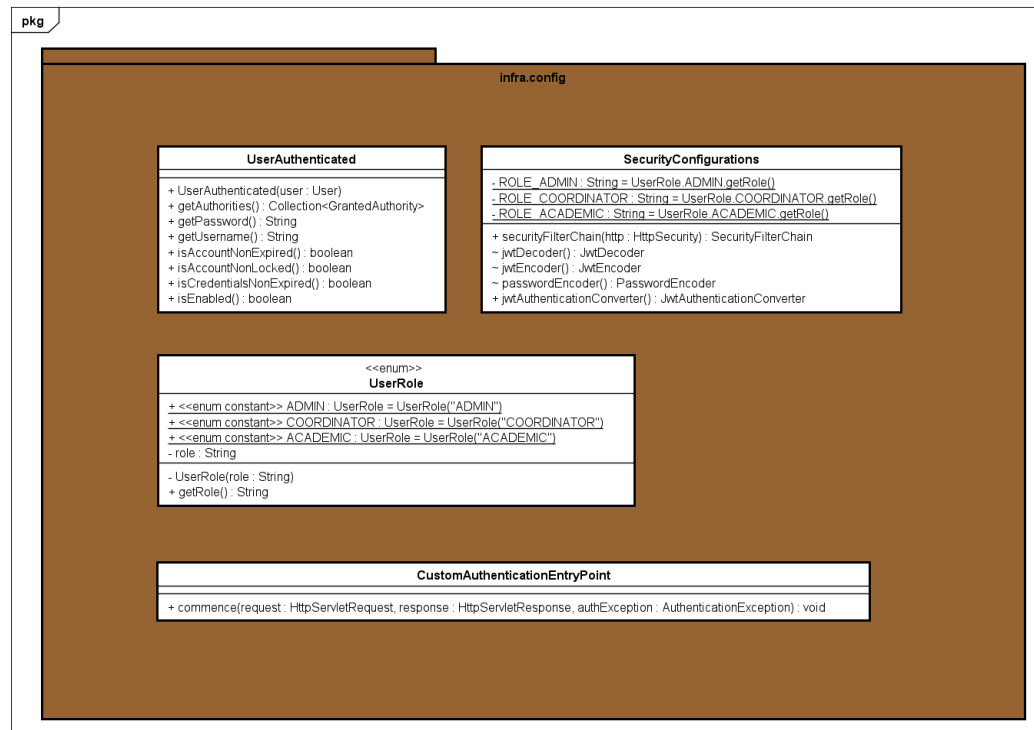 pkg
infra.config
UserAuthenticated
+ UserAuthenticated(user : User)
+ getAuthorities() : Collection<GrantedAuthority>
+ getPassword() : String
+ getUsername() : String
+ isAccountNonExpired() : boolean
+ isAccountNonLocked() : boolean
+ isCredentialsNonExpired() : boolean
+ isEnabled() : boolean
SecurityConfigurations
- ROLE_ADMIN : String = UserRole.ADMIN.getRole()
- ROLE_COORDINATOR : String = UserRole.COORDINATOR.getRole()
- ROLE_ACADEMIC : String = UserRole.ACADEMIC.getRole()
+ securityFilterChain(http : HttpSecurity) : SecurityFilterChain
~ jwtDecoder() : JwtDecoder
~ jwtEncoder() : JwtEncoder
~ passwordEncoder() : PasswordEncoder
+ jwtAuthenticationConverter() : JwtAuthenticationConverter
<<enum>>
UserRole
+ <<enum constant>> ADMIN : UserRole = UserRole("ADMIN")
+ <<enum constant>> COORDINATOR : UserRole = UserRole("COORDINATOR")
+ <<enum constant>> ACADEMIC : UserRole = UserRole("ACADEMIC")
- role : String
- UserRole(role : String)
+ getRole() : String
CustomAuthenticationEntryPoint
+ commence(request : HttpServletRequest, response : HttpServletResponse, authException : AuthenticationException) : void